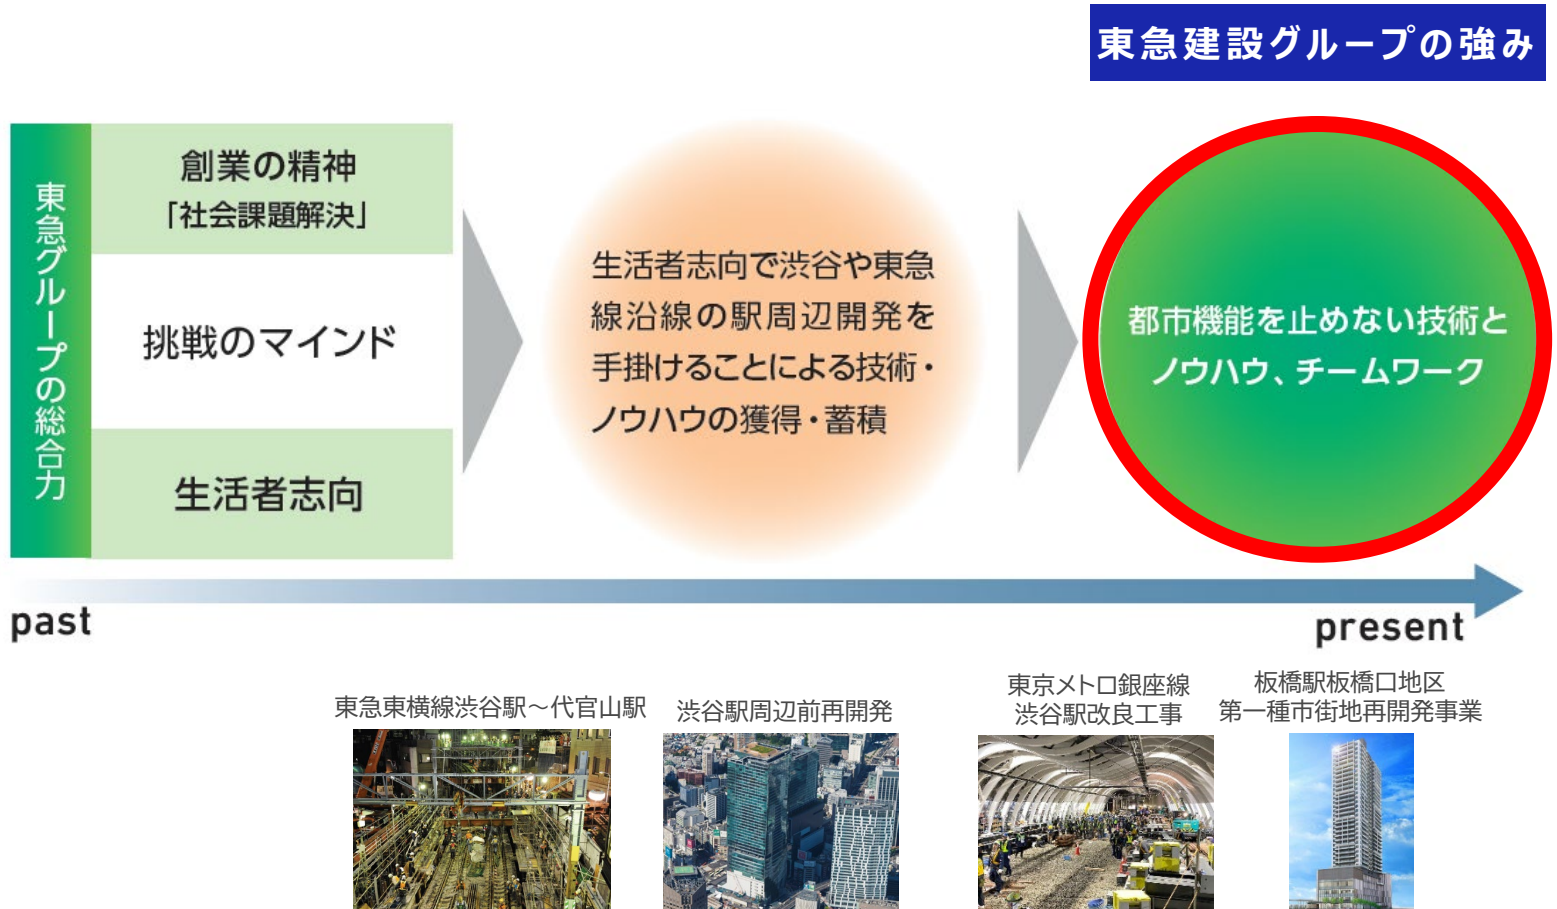 東急建設グループの強み
東急グループの総合力
創業の精神
「社会課題解決」
挑戦のマインド
生活者志向
生活者志向で渋谷や東急
線沿線の駅周辺開発を
手掛けることによる技術・
ノウハウの獲得・蓄積
都市機能を止めない技術と
ノウハウ、チームワーク
past
present
東急東横線渋谷駅～代官山駅
渋谷駅周辺前再開発
東京メトロ銀座線
渋谷駅改良工事
板橋駅板橋口地区
第一種市街地再開発事業